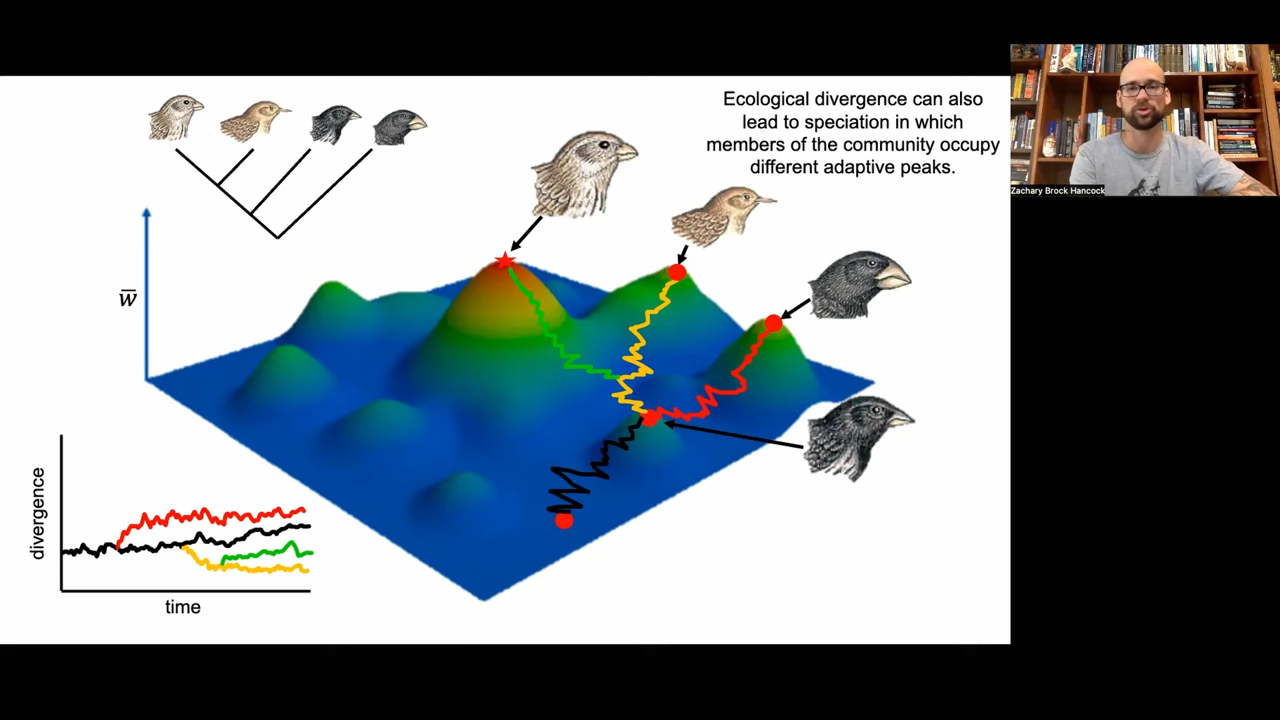 Ecological divergence can also
lead to speciation in which
members of the community occupy
different adaptive peaks.
Zachary Brock Hancock
w̅
divergence
time